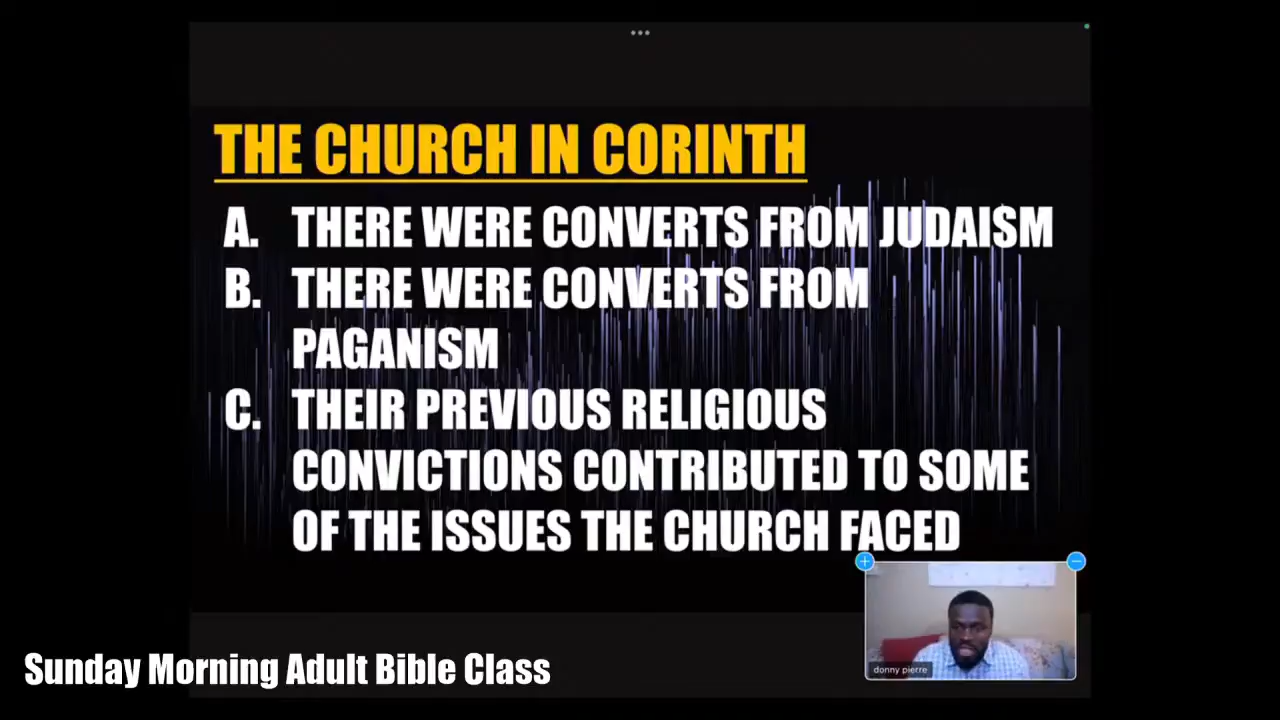 THE CHURCH IN CORINTH
A. THERE WERE CONVERTS FROM JUDAISM
B. THERE WERE CONVERTS FROM
PAGANISM
C. THEIR PREVIOUS RELIGIOUS
CONVICTIONS CONTRIBUTED TO SOME
OF THE ISSUES THE CHURCH FACED
donny pierre
Sunday Morning Adult Bible Class